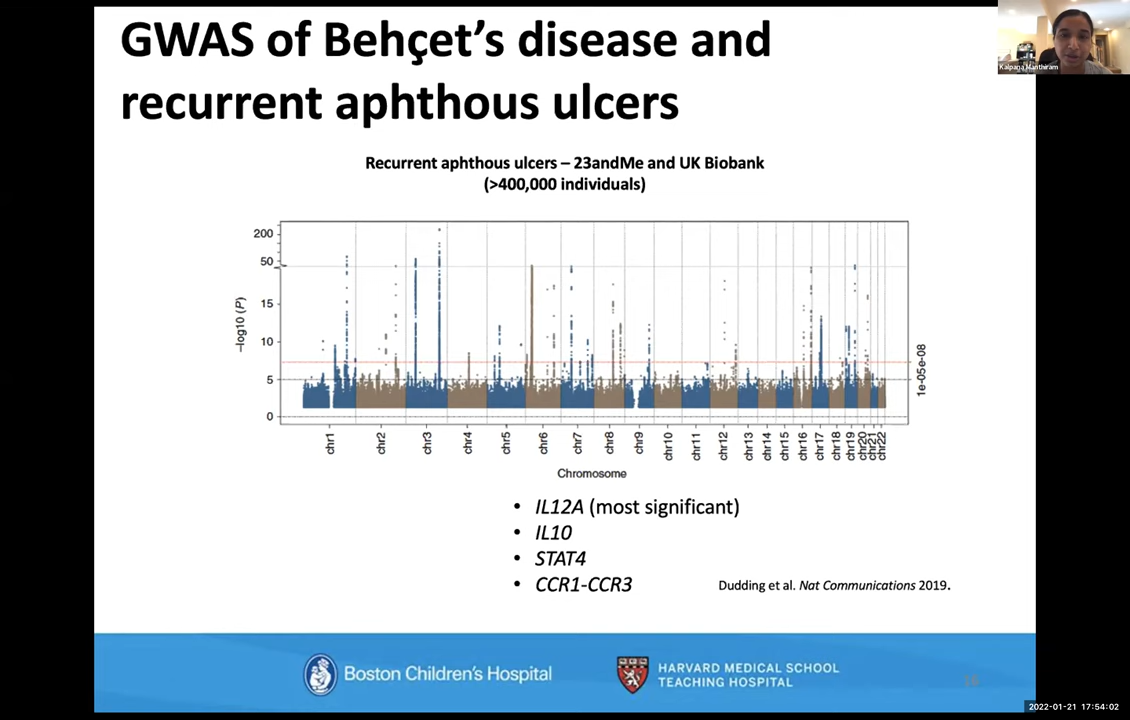 GWAS of Behçet's disease and
recurrent aphthous ulcers
Kalpana Manthiram
Recurrent aphthous ulcers – 23andMe and UK Biobank
(>400,000 individuals)
200
50
15
10
5
0
–log10 (P)
1e-05e-08
chr1
chr2
chr3
chr4
chr5
chr6
chr7
chr8
chr9
chr10
chr11
chr12
chr13
chr14
chr15
chr16
chr17
chr18
chr19
chr20
chr21
chr22
Chromosome
• IL12A (most significant)
• IL10
• STAT4
• CCR1-CCR3
Dudding et al. Nat Communications 2019.
Boston Children's Hospital
HARVARD MEDICAL SCHOOL
TEACHING HOSPITAL
2022-01-21 17:54:02